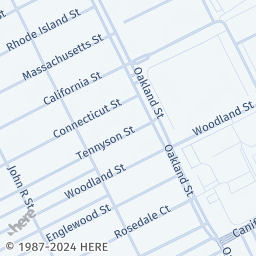 Rhode Island St
Massachusetts St
California St
Oakland St
Connecticut St
Woodland St
Tennyson St
Oakland St
John R St
Woodland St
Englewood St
Rosedale Ct
here
© 1987-2024 HERE